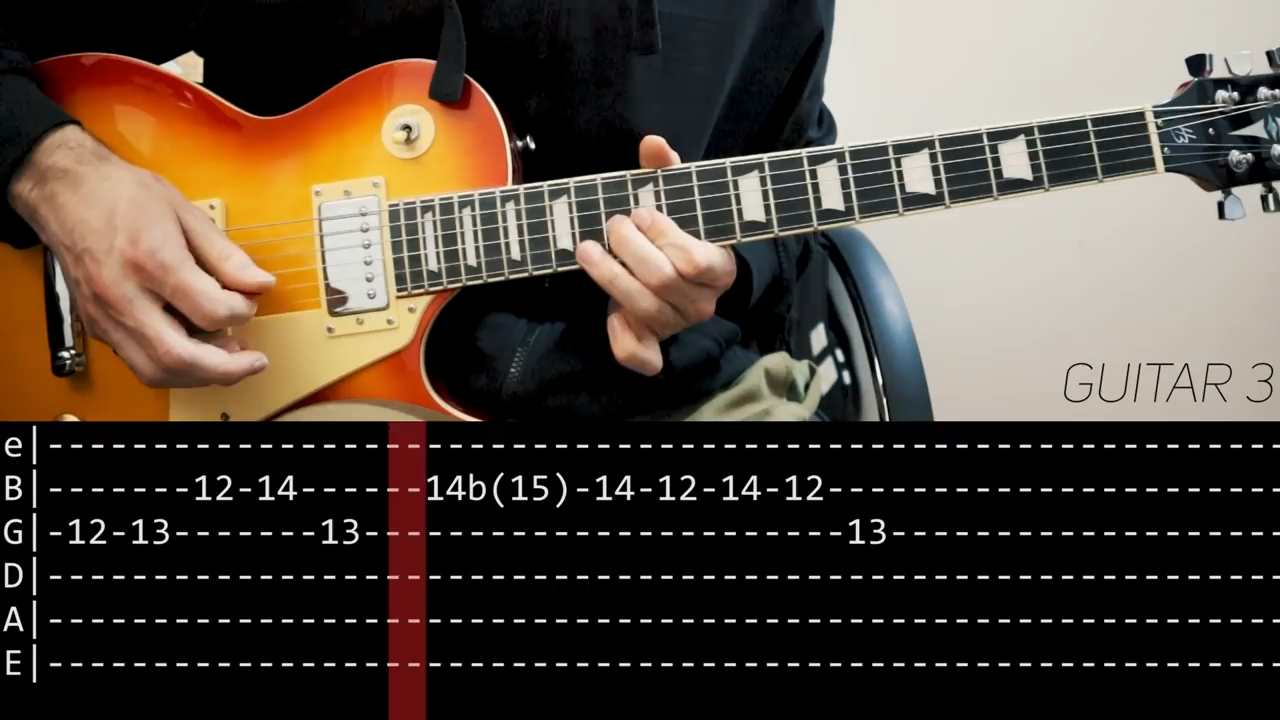 GUITAR 3
e|-----------------------------------------------------------
B|-------12-14------14b(15)-14-12-14-12----------------------
G|-12-13-------13-----------------------13-------------------
D|-----------------------------------------------------------
A|-----------------------------------------------------------
E|-----------------------------------------------------------